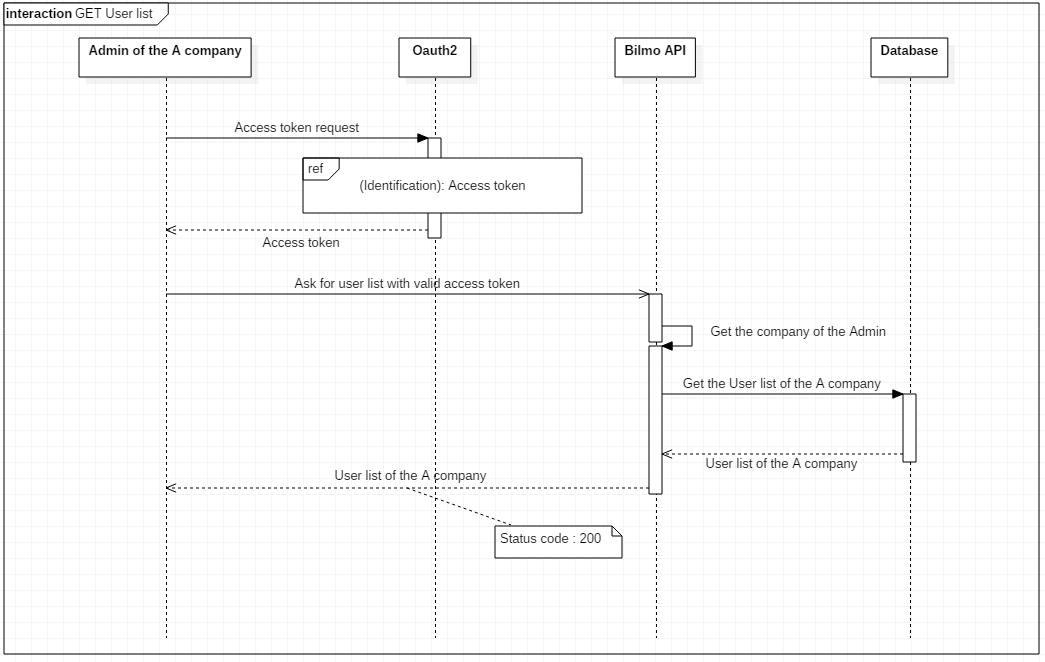 interaction GET User list
Admin of the A company
Oauth2
Bilmo API
Database
Access token request
ref
(Identification): Access token
Access token
Ask for user list with valid access token
Get the company of the Admin
Get the User list of the A company
User list of the A company
User list of the A company
Status code : 200